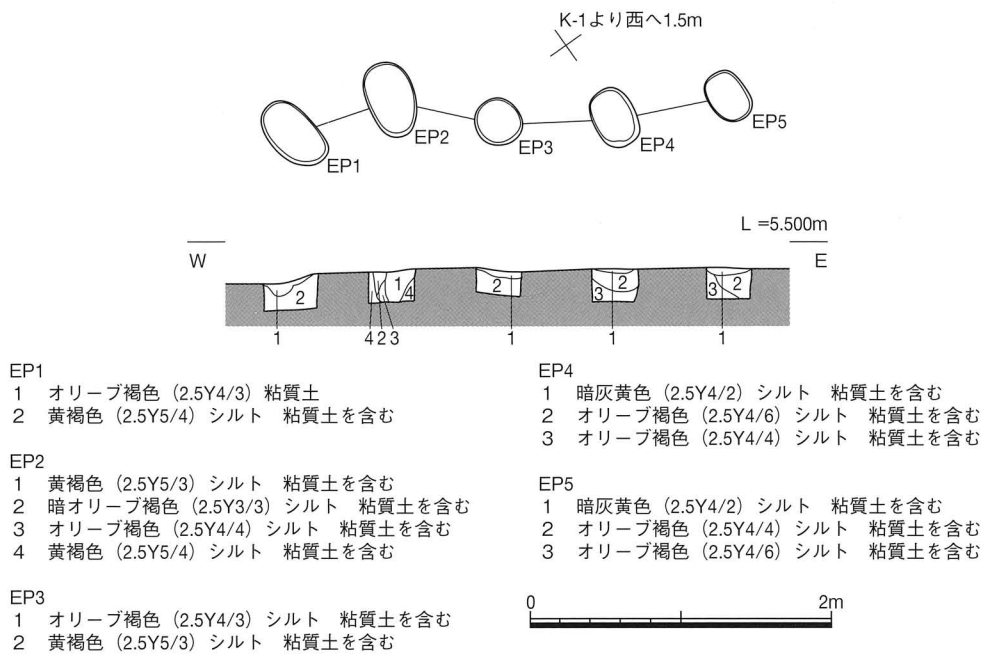 K-1より西へ1.5m
EP1
EP2
EP3
EP4
EP5
L =5.500m
W
E
2
1
4
2
2
3
3
2
1
4 2 3
1
1
1
EP1
1 オリーブ褐色（2.5Y4/3）粘質土
2 黄褐色（2.5Y5/4）シルト 粘質土を含む
EP2
1 黄褐色（2.5Y5/3）シルト 粘質土を含む
2 暗オリーブ褐色（2.5Y3/3）シルト 粘質土を含む
3 オリーブ褐色（2.5Y4/4）シルト 粘質土を含む
4 黄褐色（2.5Y5/4）シルト 粘質土を含む
EP3
1 オリーブ褐色（2.5Y4/3）シルト 粘質土を含む
2 黄褐色（2.5Y5/3）シルト 粘質土を含む
EP4
1 暗灰黄色（2.5Y4/2）シルト 粘質土を含む
2 オリーブ褐色（2.5Y4/6）シルト 粘質土を含む
3 オリーブ褐色（2.5Y4/4）シルト 粘質土を含む
EP5
1 暗灰黄色（2.5Y4/2）シルト 粘質土を含む
2 オリーブ褐色（2.5Y4/4）シルト 粘質土を含む
3 オリーブ褐色（2.5Y4/6）シルト 粘質土を含む
0 2m